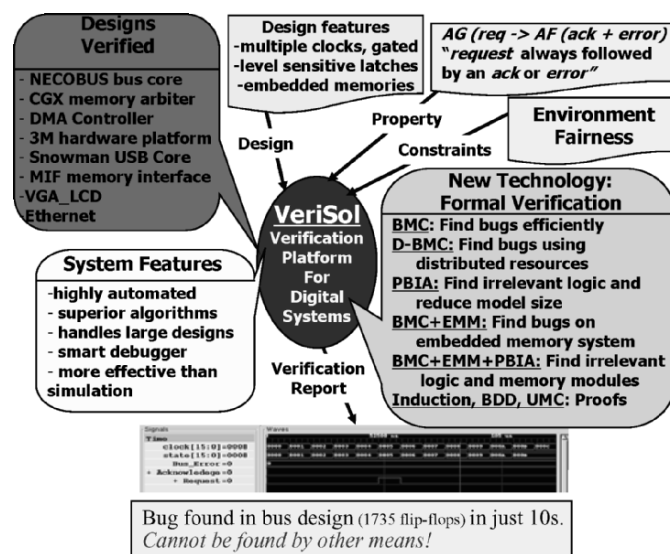 Designs
Verified
- NECOBUS bus core
- CGX memory arbiter
- DMA Controller
- 3M hardware platform
- Snowman USB Core
- MIF memory interface
-VGA_LCD
-Ethernet
Design features
-multiple clocks, gated
-level sensitive latches
-embedded memories
AG (req -> AF (ack + error)
"request always followed
by an ack or error"
Environment
Fairness
Design
Property
Constraints
VeriSol
Verification
Platform
For
Digital
Systems
System Features
-highly automated
- superior algorithms
- handles large designs
- smart debugger
- more effective than
simulation
New Technology:
Formal Verification
BMC: Find bugs efficiently
D-BMC: Find bugs using
distributed resources
PBIA: Find irrelevant logic and
reduce model size
BMC+EMM: Find bugs on
embedded memory system
BMC+EMM+PBIA: Find irrelevant
logic and memory modules
Induction, BDD, UMC: Proofs
Verification
Report
Signals
Waves
Time
clock[15:0]=0008
state[15:0]=0008
Bus_Error=0
+ Acknowledge=0
+ Request=0
Bug found in bus design (1735 flip-flops) in just 10s.
Cannot be found by other means!